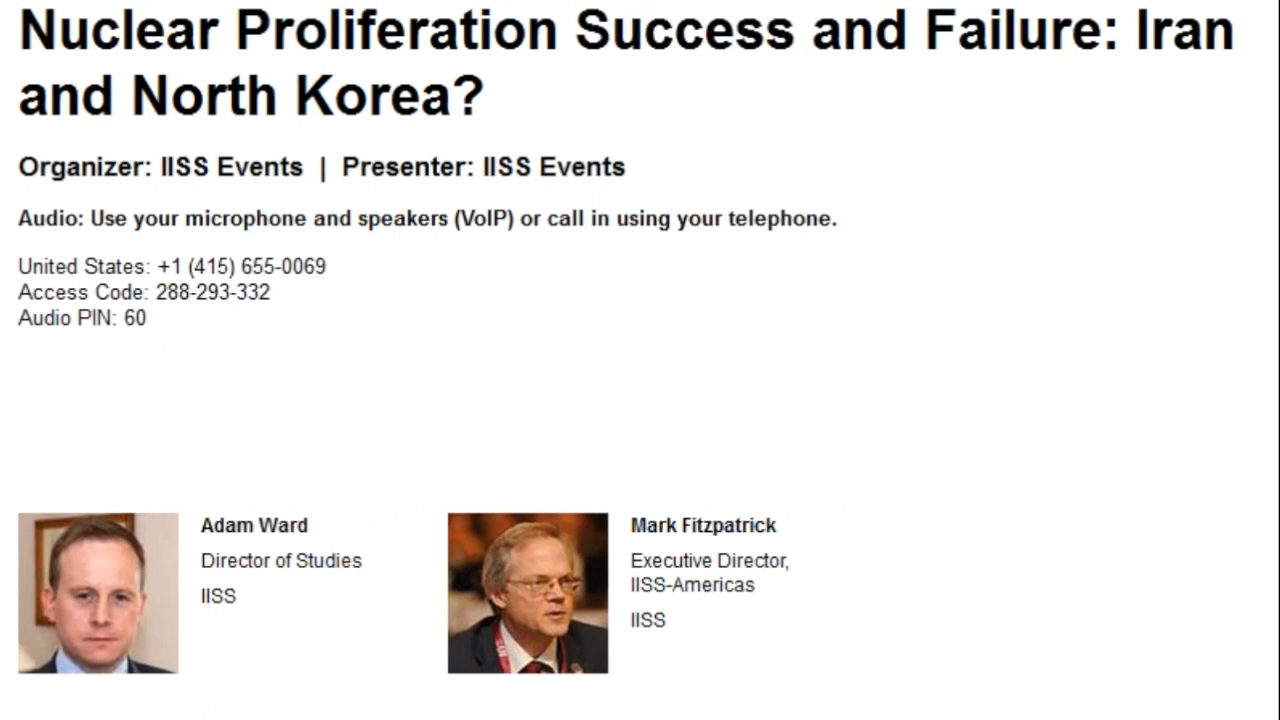 Nuclear Proliferation Success and Failure: Iran
and North Korea?
Organizer: IISS Events | Presenter: IISS Events
Audio: Use your microphone and speakers (VoIP) or call in using your telephone.
United States: +1 (415) 655-0069
Access Code: 288-293-332
Audio PIN: 60
Adam Ward
Director of Studies
IISS
Mark Fitzpatrick
Executive Director,
IISS-Americas
IISS